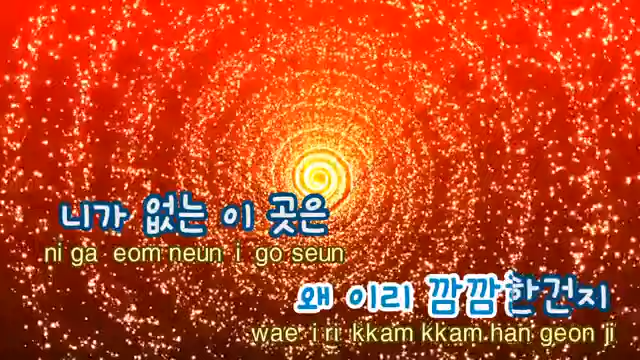 니가 없는 이 곳은
ni ga eom neun i go seun
왜 이리 깜깜한건지
wae i ri kkam kkam han geon ji